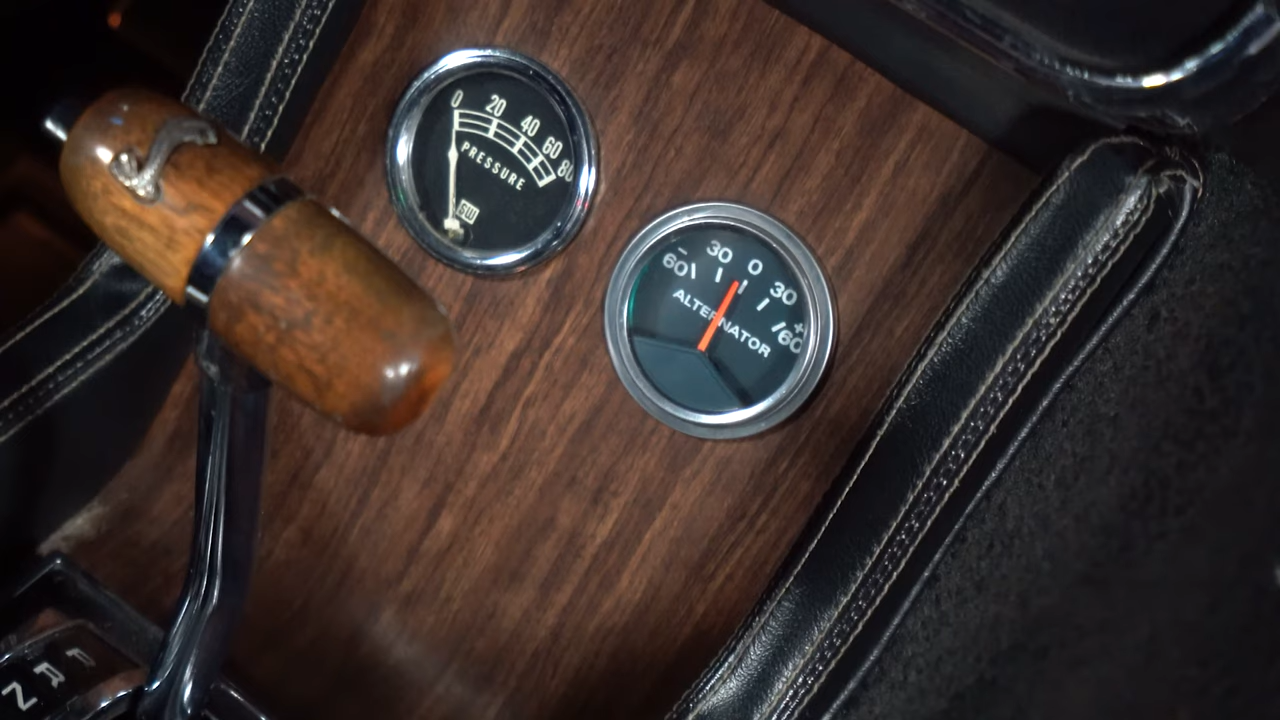 0 20 40 60 80
PRESSURE
SW
- 60 30 0 30 60 +
ALTERNATOR
P
R
N